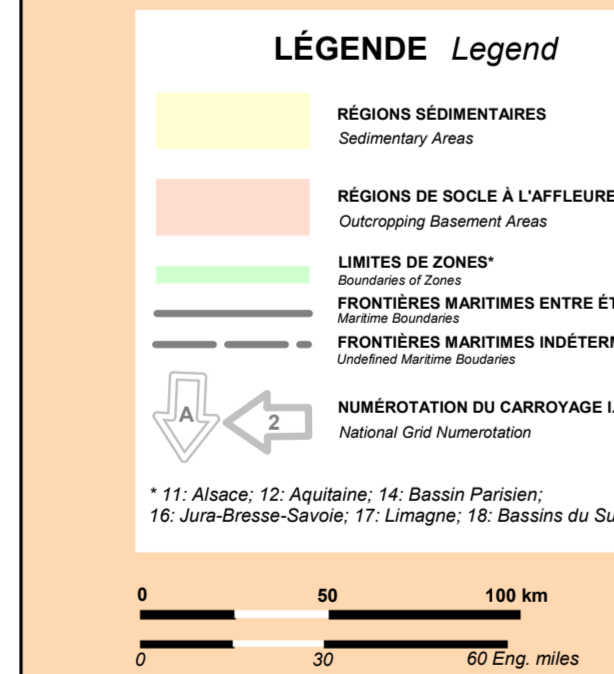 LÉGENDE Legend
RÉGIONS SÉDIMENTAIRES
Sedimentary Areas
RÉGIONS DE SOCLE À L'AFFLEURE
Outcropping Basement Areas
LIMITES DE ZONES*
Boundaries of Zones
FRONTIÈRES MARITIMES ENTRE ÉT
Maritime Boundaries
FRONTIÈRES MARITIMES INDÉTERM
Undefined Maritime Boudaries
A
2
NUMÉROTATION DU CARROYAGE I.
National Grid Numerotation
* 11: Alsace; 12: Aquitaine; 14: Bassin Parisien;
16: Jura-Bresse-Savoie; 17: Limagne; 18: Bassins du Su
0 50 100 km
0 30 60 Eng. miles